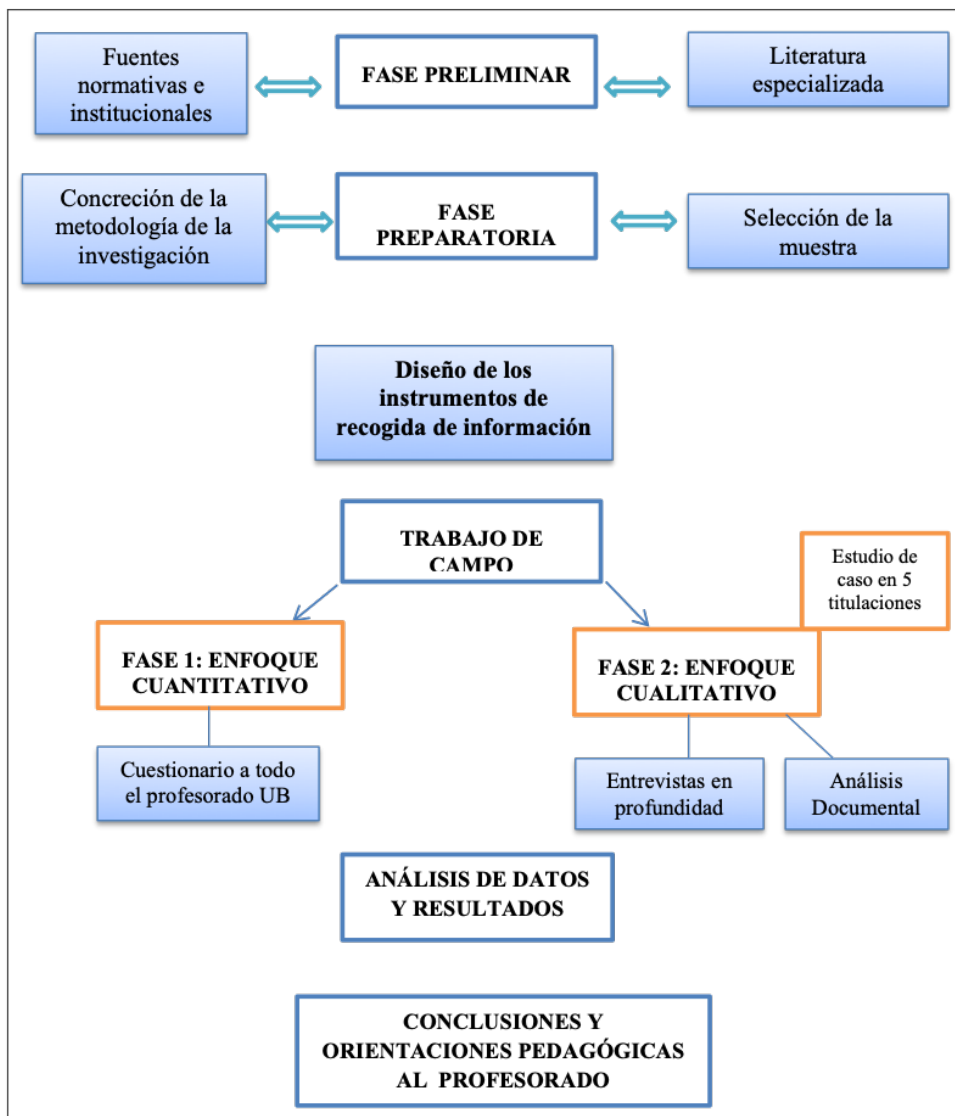 Fuentes
normativas e
institucionales
FASE PRELIMINAR
Literatura
especializada
Concreción de la
metodología de la
investigación
FASE
PREPARATORIA
Selección de la
muestra
Diseño de los
instrumentos de
recogida de información
TRABAJO DE
CAMPO
Estudio de
caso en 5
titulaciones
FASE 1: ENFOQUE
CUANTITATIVO
FASE 2: ENFOQUE
CUALITATIVO
Cuestionario a todo
el profesorado UB
Entrevistas en
profundidad
Análisis
Documental
ANÁLISIS DE DATOS
Y RESULTADOS
CONCLUSIONES Y
ORIENTACIONES PEDAGÓGICAS
AL PROFESORADO